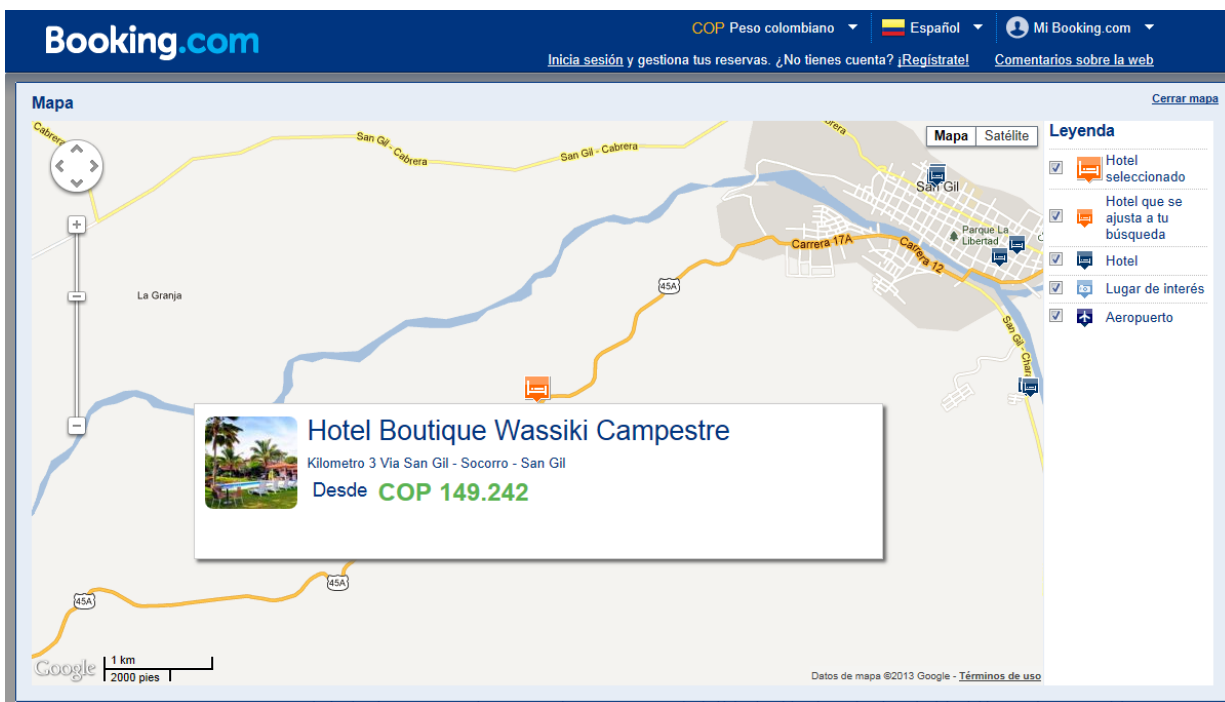 Booking.com
COP Peso colombiano
Español
Mi Booking.com
Inicia sesión y gestiona tus reservas. ¿No tienes cuenta? ¡Regístrate!
Comentarios sobre la web
Mapa
Cerrar mapa
Cabrera
San Gil - Cabrera
San Gil - Cabrera
Mapa
Satélite
San Gil
Parque La
Libertad
Carrera 17A
Carrera 12
45A
La Granja
San Gil - Chara
Leyenda
Hotel
seleccionado
Hotel que se
ajusta a tu
búsqueda
Hotel
Lugar de interés
Aeropuerto
Hotel Boutique Wassiki Campestre
Kilometro 3 Via San Gil - Socorro - San Gil
Desde COP 149.242
45A
45A
Google
1 km
2000 pies
Datos de mapa ©2013 Google - Términos de uso